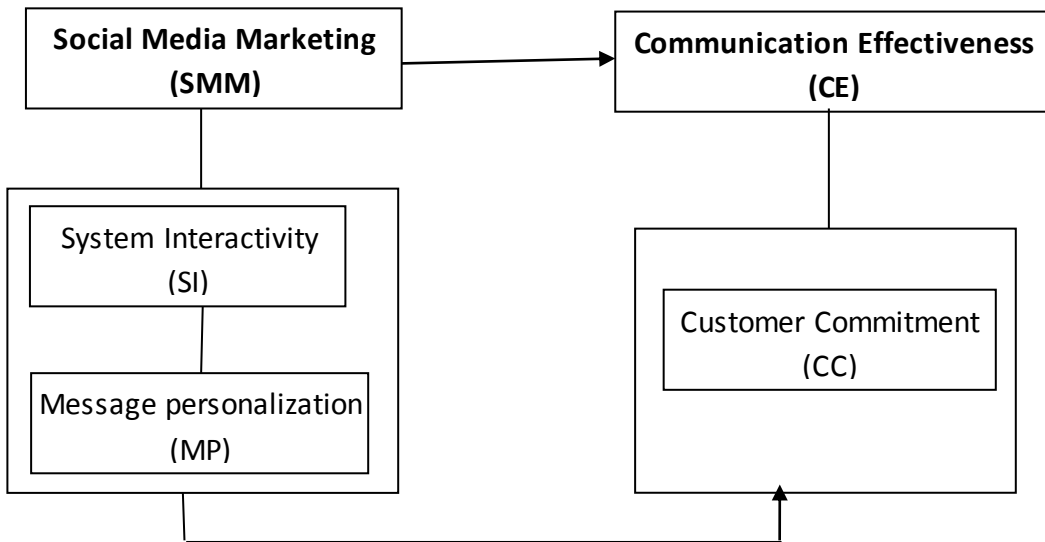 Social Media Marketing
(SMM)
Communication Effectiveness
(CE)
System Interactivity
(SI)
Message personalization
(MP)
Customer Commitment
(CC)